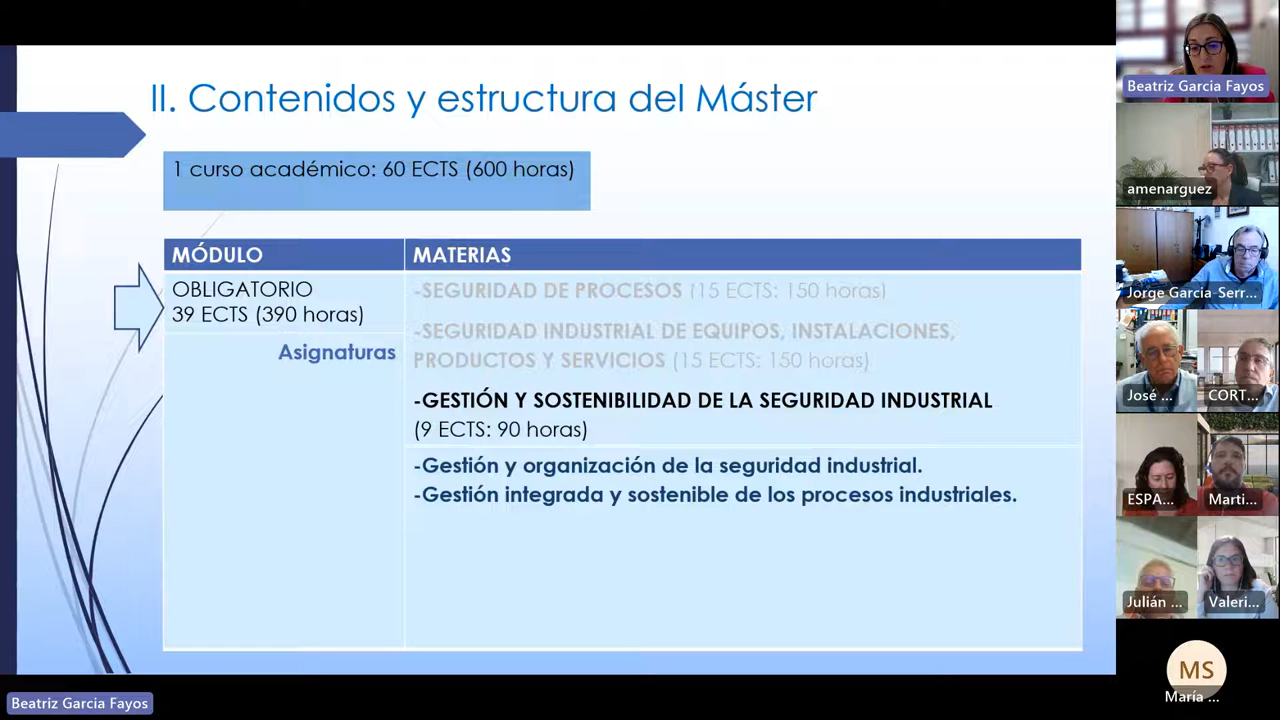 II. Contenidos y estructura del Máster
1 curso académico: 60 ECTS (600 horas)
MÓDULO
MATERIAS
OBLIGATORIO
39 ECTS (390 horas)
Asignaturas
-SEGURIDAD DE PROCESOS (15 ECTS: 150 horas)
-SEGURIDAD INDUSTRIAL DE EQUIPOS, INSTALACIONES,
PRODUCTOS Y SERVICIOS (15 ECTS: 150 horas)
-GESTIÓN Y SOSTENIBILIDAD DE LA SEGURIDAD INDUSTRIAL
(9 ECTS: 90 horas)
-Gestión y organización de la seguridad industrial.
-Gestión integrada y sostenible de los procesos industriales.
Beatriz Garcia Fayos
Beatriz Garcia Fayos
amenarguez
Jorge Garcia-Serr...
José ...
CORT...
ESPA...
Marti...
Julián ...
Valeri...
MS
María ...